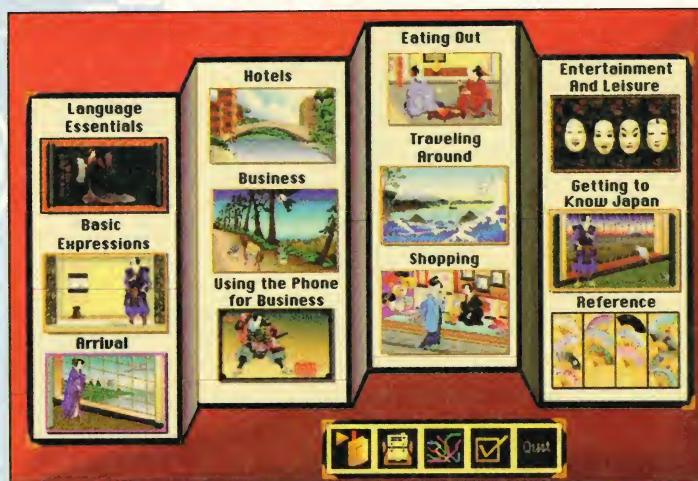 Language
Essentials
Basic
Expressions
Arrival
Hotels
Business
Using the Phone
for Business
Eating Out
Traveling
Around
Shopping
Entertainment
And Leisure
Getting to
Know Japan
Reference
Quit